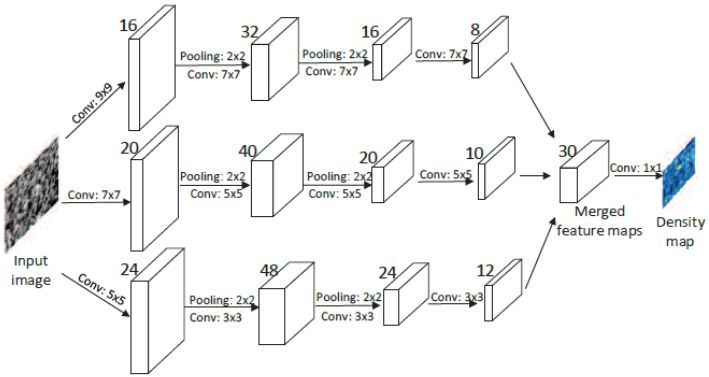 16
32
16
8
Conv: 9x9
Pooling: 2x2
Conv: 7x7
Pooling: 2x2
Conv: 7x7
Conv: 7x7
20
40
20
10
30
Conv: 7x7
Pooling: 2x2
Conv: 5x5
Pooling: 2x2
Conv: 5x5
Conv: 5x5
Conv: 1x1
Merged
feature maps
Density
map
Input
image
24
48
24
12
Conv: 5x5
Pooling: 2x2
Conv: 3x3
Pooling: 2x2
Conv: 3x3
Conv: 3x3